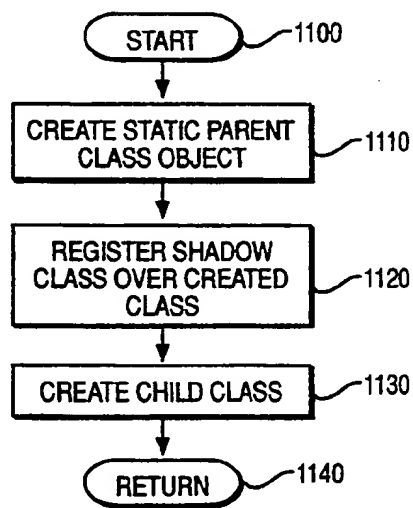 START
1100
CREATE STATIC PARENT
CLASS OBJECT
1110
REGISTER SHADOW
CLASS OVER CREATED
CLASS
1120
CREATE CHILD CLASS
1130
RETURN
1140